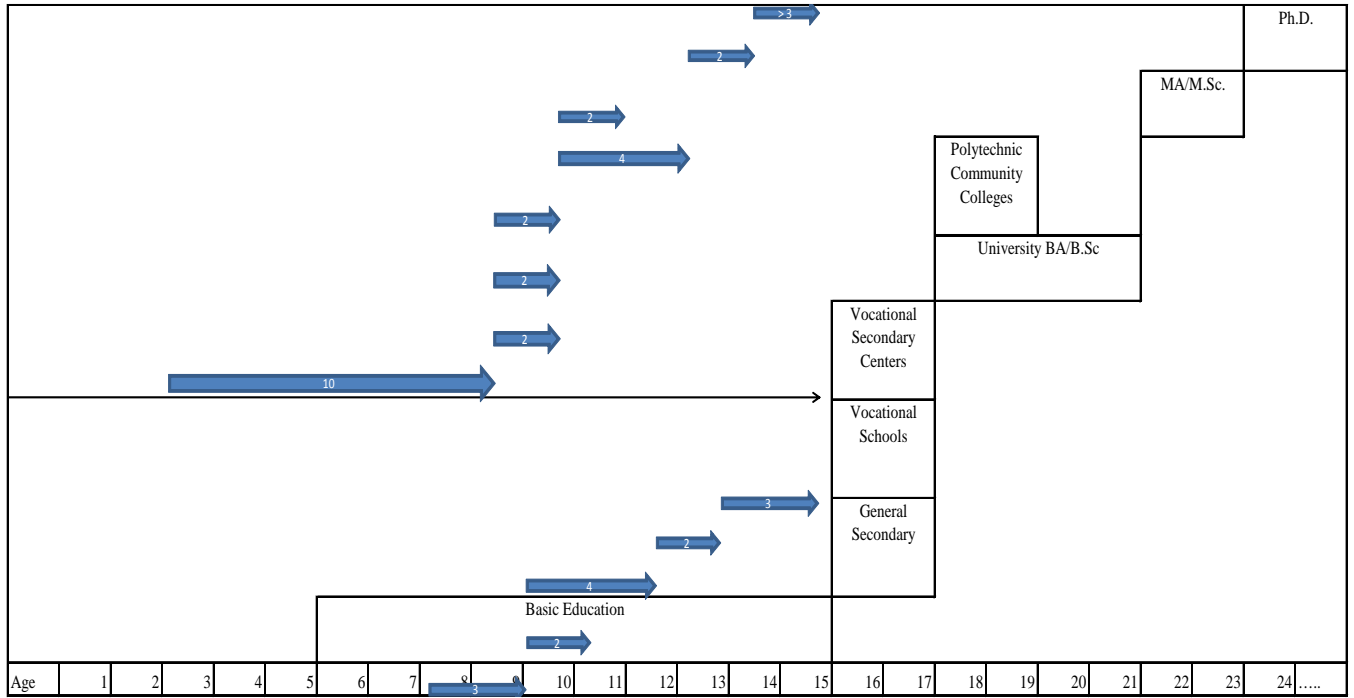 > 3
Ph.D.
2
MA/M.Sc.
2
4
Polytechnic
Community
Colleges
2
University BA/B.Sc
2
Vocational
Secondary
Centers
2
10
Vocational
Schools
3
General
Secondary
2
4
Basic Education
2
Age 1 2 3 4 5 6 7 8 9 10 11 12 13 14 15 16 17 18 19 20 21 22 23 24 .....
3